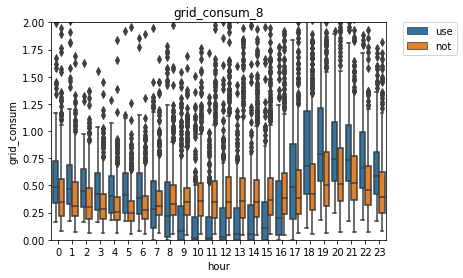 grid_consum_8
grid_consum
2.00
1.75
1.50
1.25
1.00
0.75
0.50
0.25
0.00
0 1 2 3 4 5 6 7 8 9 10 11 12 13 14 15 16 17 18 19 20 21 22 23
hour
use
not